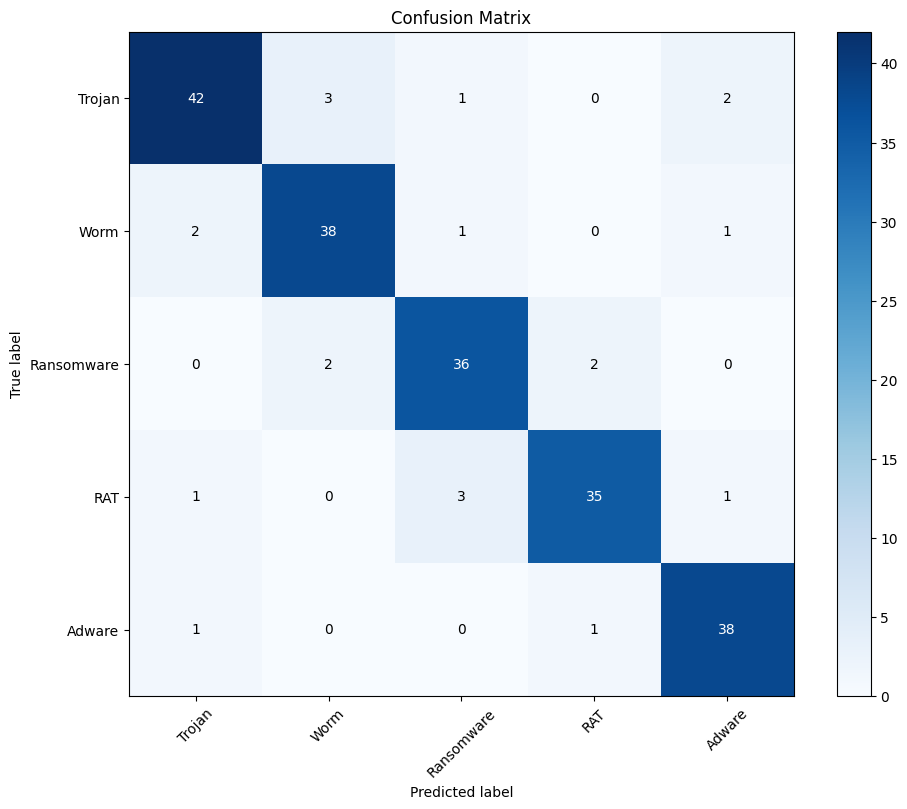 Confusion Matrix
True label
Trojan 42 3 1 0 2
Worm 2 38 1 0 1
Ransomware 0 2 36 2 0
RAT 1 0 3 35 1
Adware 1 0 0 1 38
Trojan Worm Ransomware RAT Adware
Predicted label
40
35
30
25
20
15
10
5
0